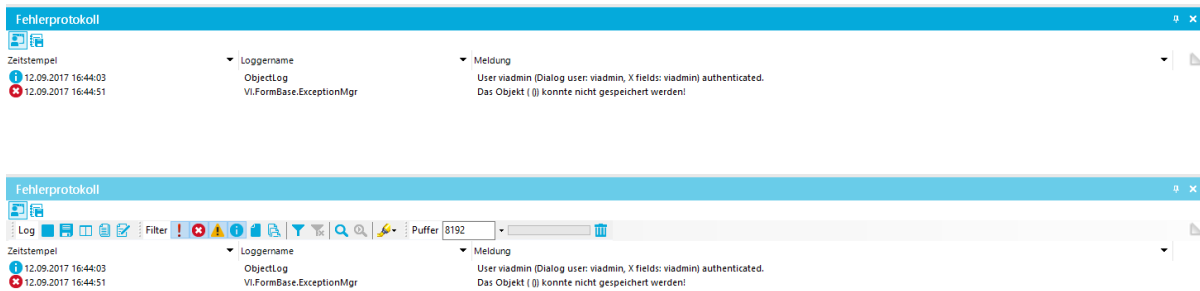 Fehlerprotokoll
Zeitstempel Loggername Meldung
12.09.2017 16:44:03 ObjectLog User viadmin (Dialog user: viadmin, X fields: viadmin) authenticated.
12.09.2017 16:44:51 VI.FormBase.ExceptionMgr Das Objekt ( ()) konnte nicht gespeichert werden!
Fehlerprotokoll
Log Filter Puffer 8192
Zeitstempel Loggername Meldung
12.09.2017 16:44:03 ObjectLog User viadmin (Dialog user: viadmin, X fields: viadmin) authenticated.
12.09.2017 16:44:51 VI.FormBase.ExceptionMgr Das Objekt ( ()) konnte nicht gespeichert werden!